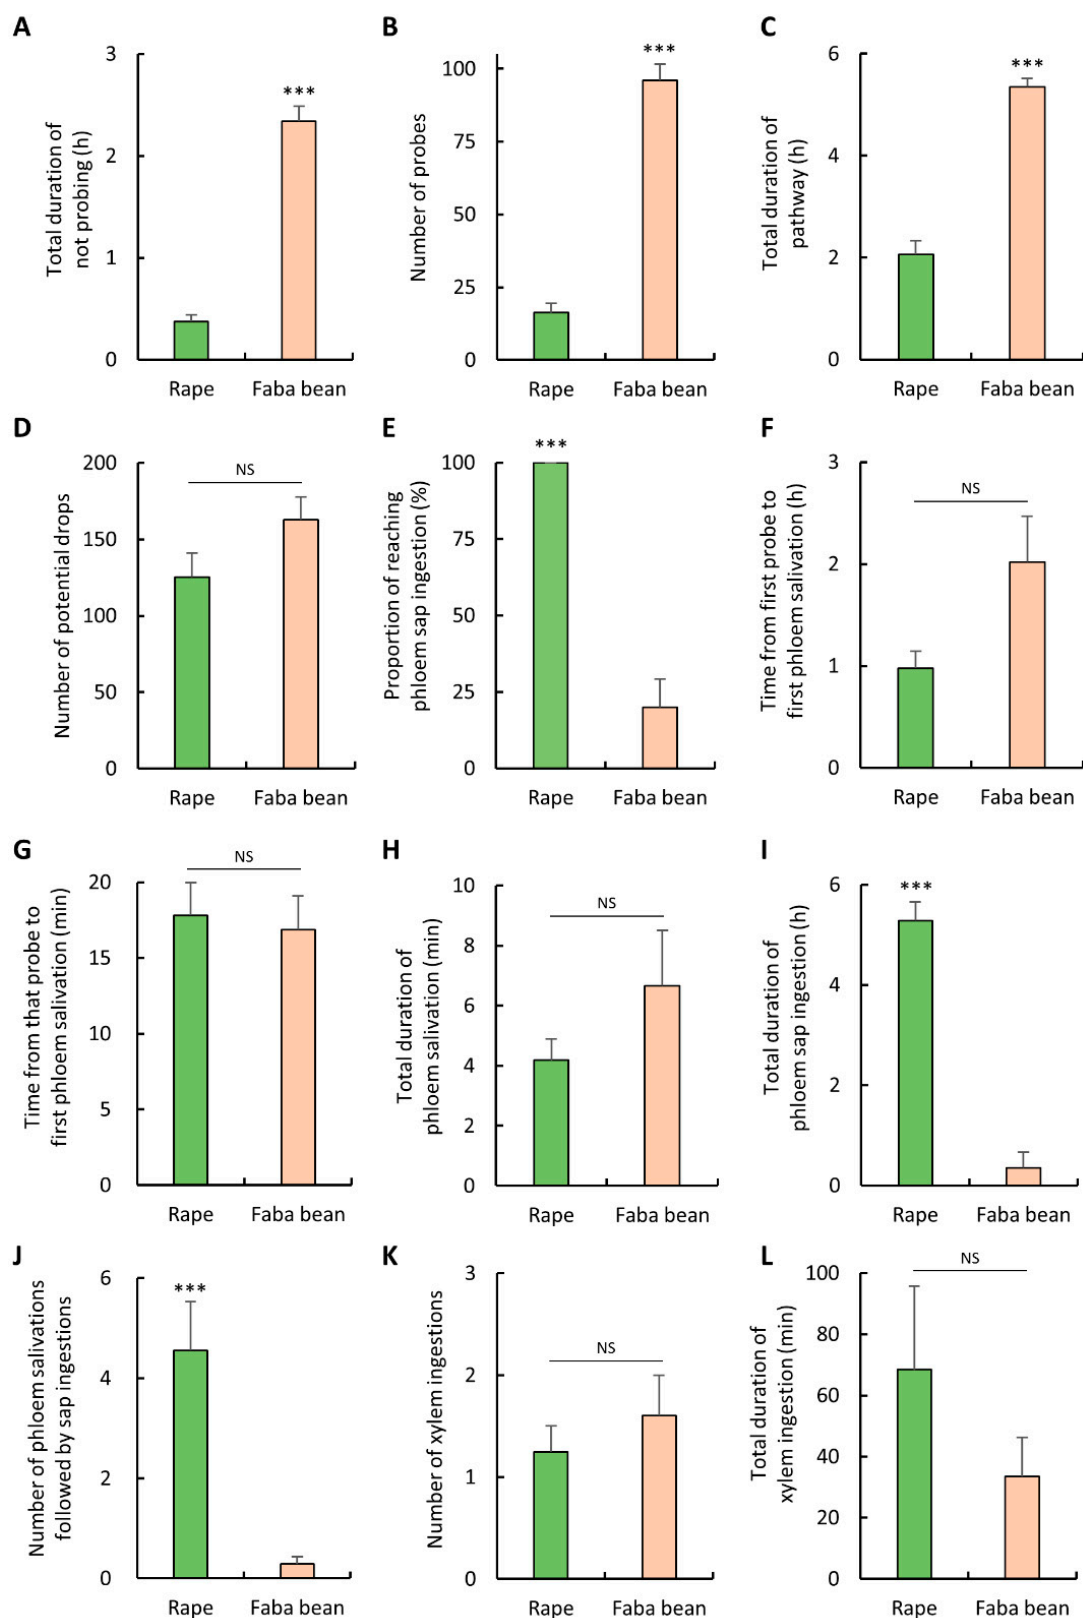 A
Total duration of
not probing (h)
3
2
1
0
***
Rape
Faba bean
B
Number of probes
100
75
50
25
0
***
Rape
Faba bean
C
Total duration of
pathway (h)
6
4
2
0
***
Rape
Faba bean
D
Number of potential drops
200
150
100
50
0
NS
Rape
Faba bean
E
Proportion of reaching
phloem sap ingestion (%)
100
75
50
25
0
***
Rape
Faba bean
F
Time from first probe to
first phloem salivation (h)
3
2
1
0
NS
Rape
Faba bean
G
Time from that probe to
first phloem salivation (min)
20
15
10
5
0
NS
Rape
Faba bean
H
Total duration of
phloem salivation (min)
10
8
6
4
2
0
NS
Rape
Faba bean
I
Total duration of
phloem sap ingestion (h)
6
4
2
0
***
Rape
Faba bean
J
Number of phloem salivations
followed by sap ingestions
6
4
2
0
***
Rape
Faba bean
K
Number of xylem ingestions
3
2
1
0
NS
Rape
Faba bean
L
Total duration of
xylem ingestion (min)
100
80
60
40
20
0
NS
Rape
Faba bean